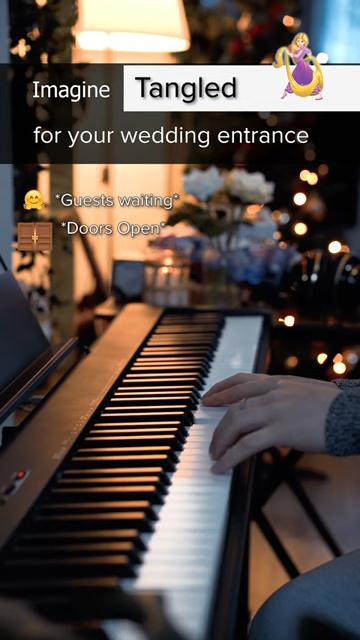 Imagine Tangled
for your wedding entrance
*Guests waiting*
*Doors Open*